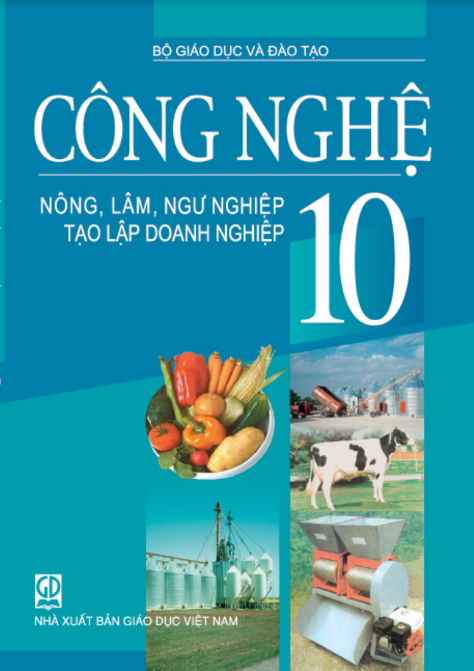 BỘ GIÁO DỤC VÀ ĐÀO TẠO
CÔNG NGHỆ
NÔNG, LÂM, NGƯ NGHIỆP
TẠO LẬP DOANH NGHIỆP
10
GD
NHÀ XUẤT BẢN GIÁO DỤC VIỆT NAM